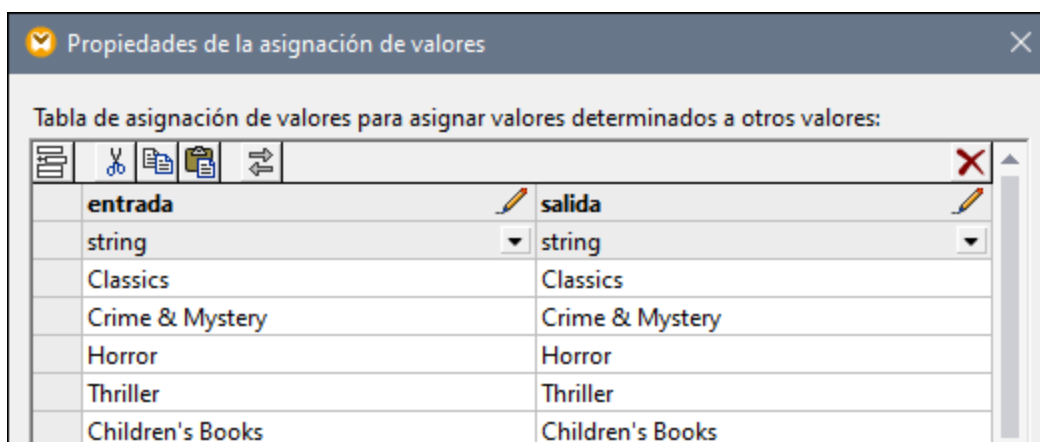 Propiedades de la asignación de valores
Tabla de asignación de valores para asignar valores determinados a otros valores:
entrada salida
string string
Classics Classics
Crime & Mystery Crime & Mystery
Horror Horror
Thriller Thriller
Children's Books Children's Books